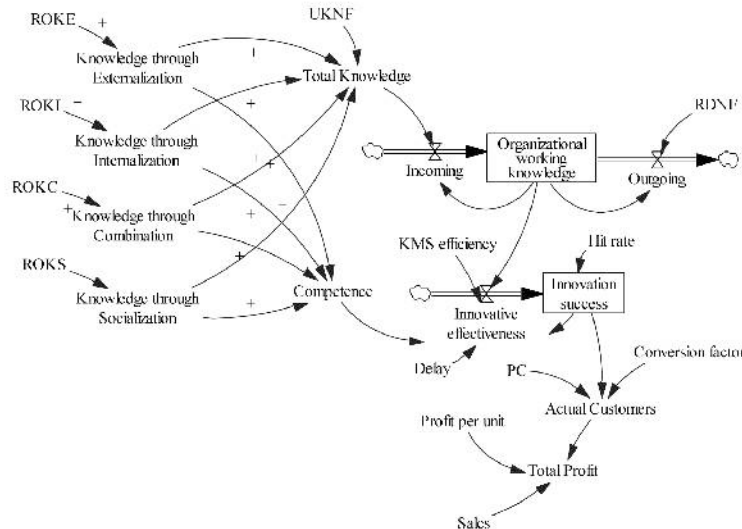 ROKE
+
UKNF
Knowledge through
Externalization
+
Total Knowledge
ROKI
−
+
RDNF
Knowledge through
Internalization
Organizational
working
knowledge
Incoming
Outgoing
+
+
ROKC
+
Knowledge through
Combination
+
−
KMS efficiency
Hit rate
ROKS
+
Knowledge through
Socialization
Competence
+
Innovative
effectiveness
Innovation
success
Delay
PC
Conversion factor
Actual Customers
Profit per unit
Total Profit
Sales